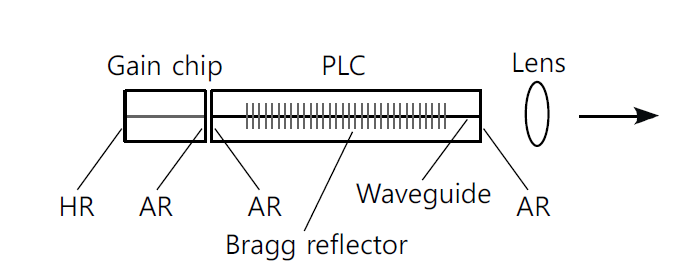 Gain chip
PLC
Lens
HR
AR
AR
Bragg reflector
Waveguide
AR